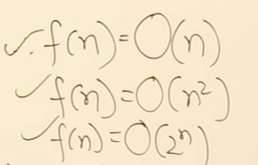 ✓∴ f(n)=O(n)
✓ f(n)=O(n²)
✓ f(n)=O(2ⁿ)